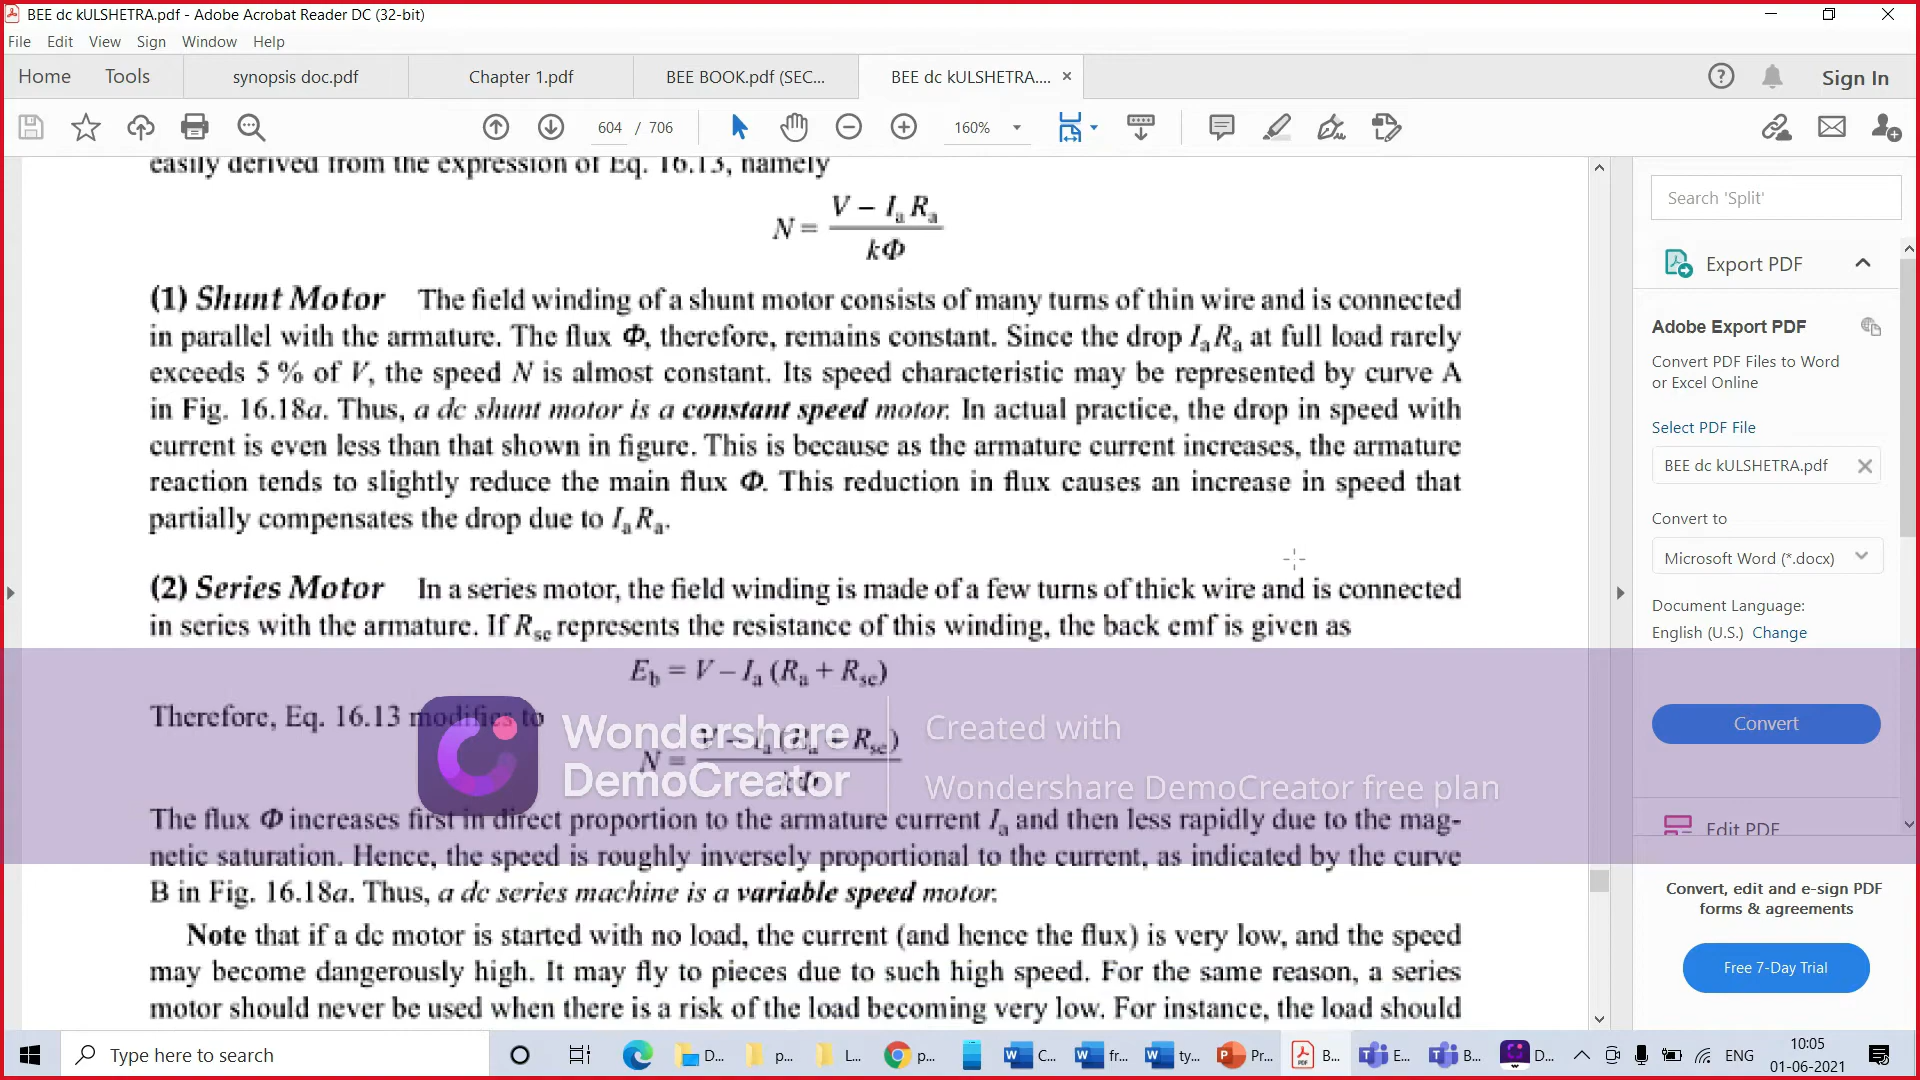 BEE dc kULSHETRA.pdf - Adobe Acrobat Reader DC (32-bit)
File Edit View Sign Window Help
Home Tools synopsis doc.pdf Chapter 1.pdf BEE BOOK.pdf (SEC... BEE dc kULSHETRA.... × Sign In
604 / 706 160%
easily derived from the expression of Eq. 16.13, namely
N = (V – IₐRₐ) / kΦ
(1) Shunt Motor The field winding of a shunt motor consists of many turns of thin wire and is connected
in parallel with the armature. The flux Φ, therefore, remains constant. Since the drop IₐRₐ at full load rarely
exceeds 5 % of V, the speed N is almost constant. Its speed characteristic may be represented by curve A
in Fig. 16.18a. Thus, a dc shunt motor is a constant speed motor. In actual practice, the drop in speed with
current is even less than that shown in figure. This is because as the armature current increases, the armature
reaction tends to slightly reduce the main flux Φ. This reduction in flux causes an increase in speed that
partially compensates the drop due to IₐRₐ.
(2) Series Motor In a series motor, the field winding is made of a few turns of thick wire and is connected
in series with the armature. If Rse represents the resistance of this winding, the back emf is given as
Eb = V – Iₐ (Rₐ + Rse)
Therefore, Eq. 16.13 modifies to
N = (V – Iₐ (Rₐ + Rse)) / kΦ
The flux Φ increases first in direct proportion to the armature current Iₐ and then less rapidly due to the mag-
netic saturation. Hence, the speed is roughly inversely proportional to the current, as indicated by the curve
B in Fig. 16.18a. Thus, a dc series machine is a variable speed motor.
Note that if a dc motor is started with no load, the current (and hence the flux) is very low, and the speed
may become dangerously high. It may fly to pieces due to such high speed. For the same reason, a series
motor should never be used when there is a risk of the load becoming very low. For instance, the load should
Wondershare
DemoCreator
Created with
Wondershare DemoCreator free plan
Search 'Split'
Export PDF
Adobe Export PDF
Convert PDF Files to Word
or Excel Online
Select PDF File
BEE dc kULSHETRA.pdf
Convert to
Microsoft Word (*.docx)
Document Language:
English (U.S.) Change
Convert
Edit PDF
Convert, edit and e-sign PDF
forms & agreements
Free 7-Day Trial
Type here to search
D... p... L... p... C... fr... ty... Pr... B... E... B... D... ENG
10:05
01-06-2021